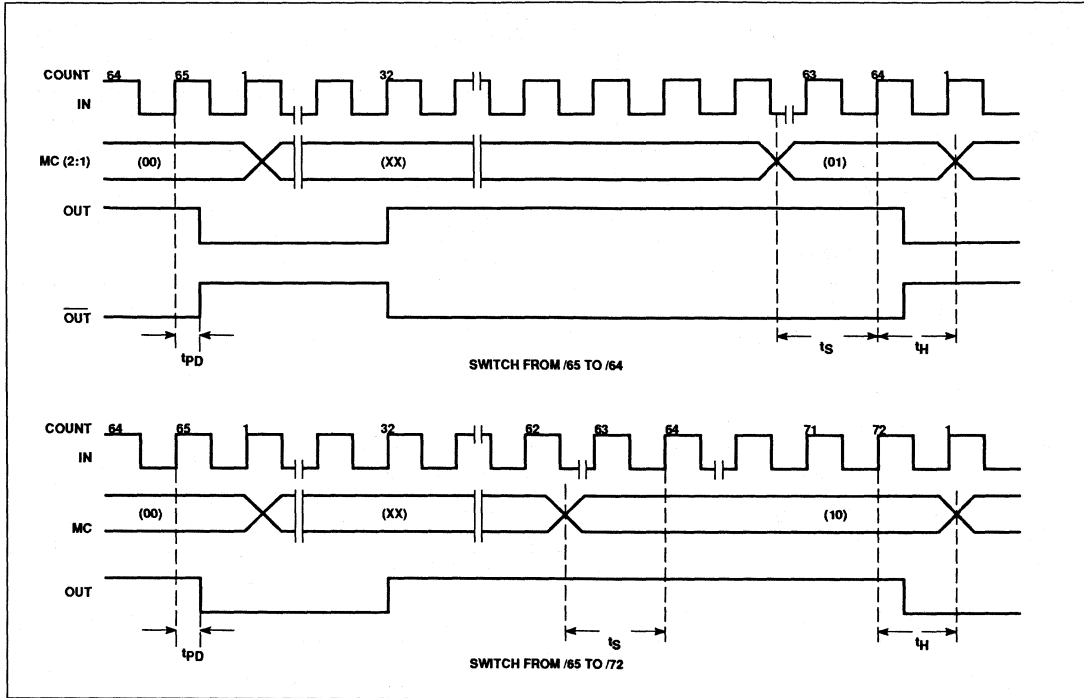 COUNT 64 65 1 32 63 64 1
IN
MC (2:1) (00) (XX) (01)
OUT
OUT
tPD tS tH
SWITCH FROM /65 TO /64
COUNT 64 65 1 32 62 63 64 71 72 1
IN
MC (00) (XX) (10)
OUT
tPD tS tH
SWITCH FROM /65 TO /72